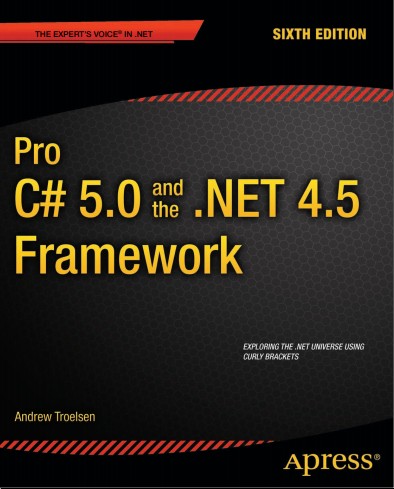 THE EXPERT'S VOICE® IN .NET
SIXTH EDITION
Pro
C# 5.0 and the .NET 4.5
Framework
EXPLORING THE .NET UNIVERSE USING
CURLY BRACKETS
Andrew Troelsen
Apress®